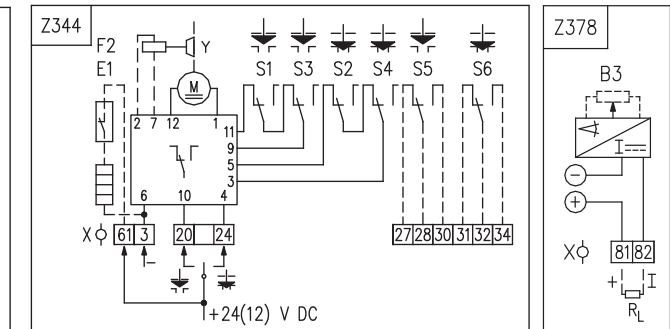 Z344
F2
E1
Y
M
S1 S3 S2 S4 S5 S6
2 7 12 1
11
9
5
3
6 10 4
X 61 3 20 24 27 28 30 31 32 34
–
+24(12) V DC
Z378
B3
I
–
+
X 81 82
+ I
RL